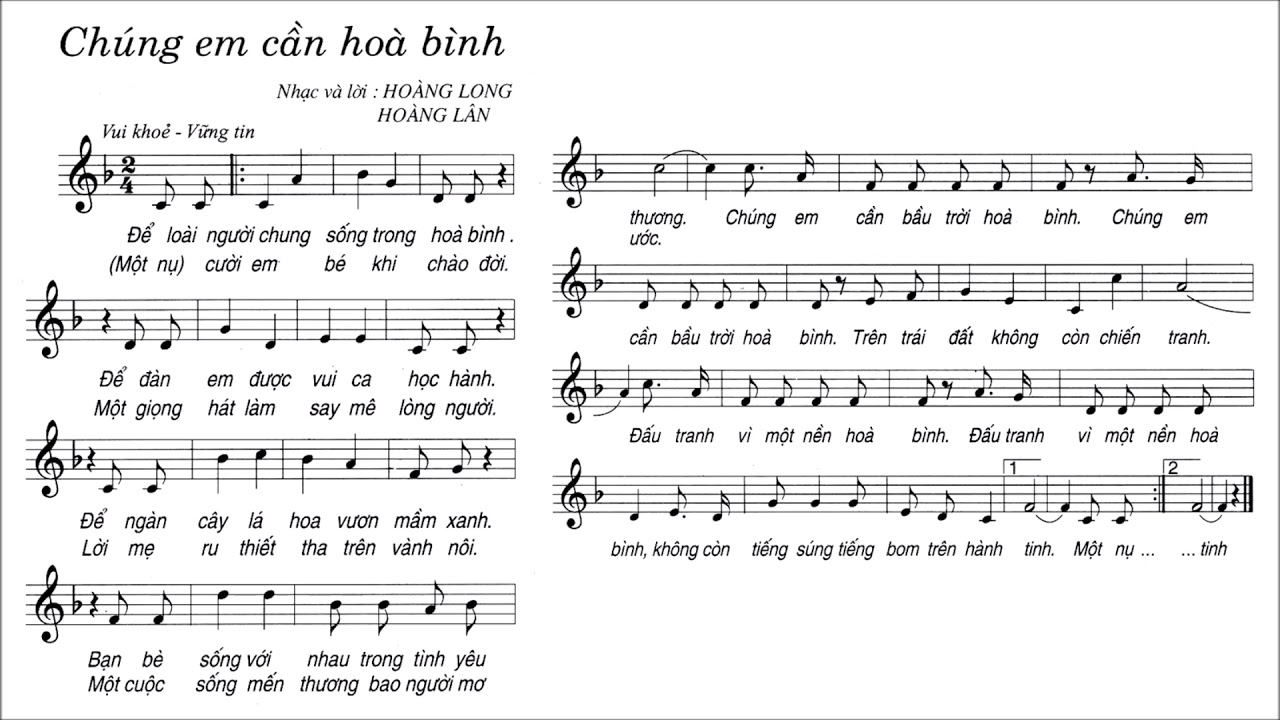 Chúng em cần hoà bình
Nhạc và lời : HOÀNG LONG
HOÀNG LÂN
Vui khoẻ - Vững tin
2
4
Để loài người chung sống trong hoà bình .
(Một nụ) cười em bé khi chào đời.
Để đàn em được vui ca học hành.
Một giọng hát làm say mê lòng người.
Để ngàn cây lá hoa vươn mầm xanh.
Lời mẹ ru thiết tha trên vành nôi.
Bạn bè sống với nhau trong tình yêu
Một cuộc sống mến thương bao người mơ
thương. Chúng em cần bầu trời hoà bình. Chúng em
ước.
cần bầu trời hoà bình. Trên trái đất không còn chiến tranh.
Đấu tranh vì một nền hoà bình. Đấu tranh vì một nền hoà
1 2
bình, không còn tiếng súng tiếng bom trên hành tinh. Một nụ ... ... tinh